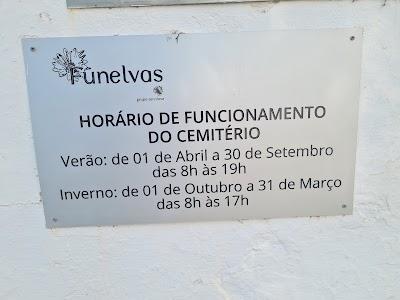 Fúnelvas
HORÁRIO DE FUNCIONAMENTO
DO CEMITÉRIO
Verão: de 01 de Abril a 30 de Setembro
das 8h às 19h
Inverno: de 01 de Outubro a 31 de Março
das 8h às 17h